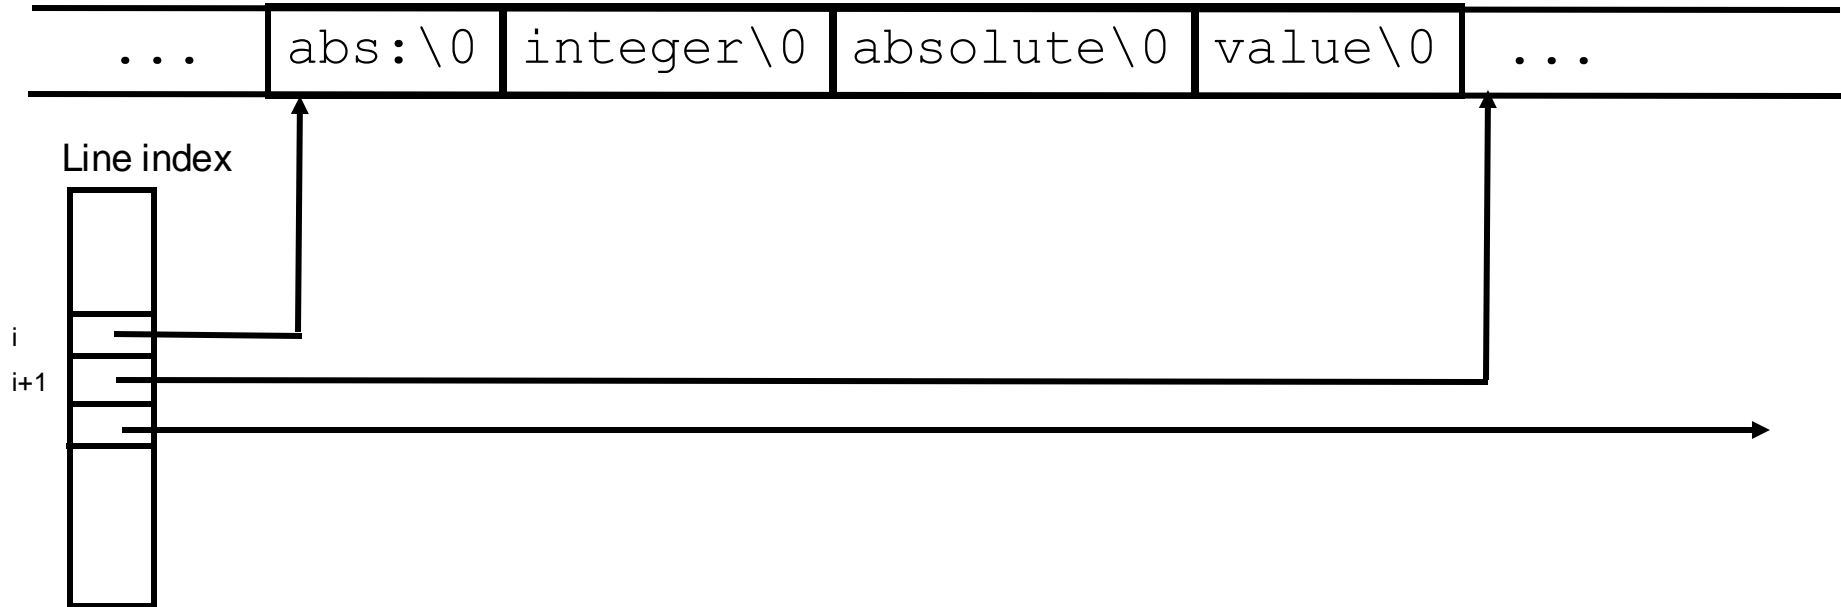 ... abs:\0 integer\0 absolute\0 value\0 ...
Line index
i
i+1